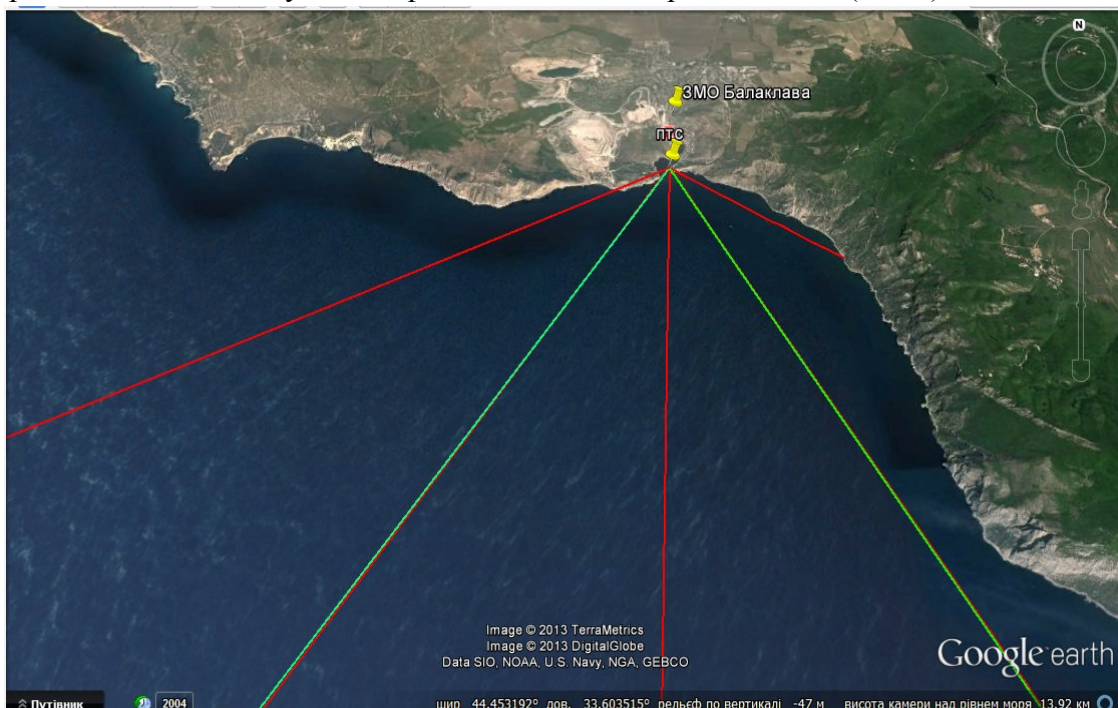 N
ЗМО Балаклава
птс
Image © 2013 TerraMetrics
Image © 2013 DigitalGlobe
Data SIO, NOAA, U.S. Navy, NGA, GEBCO
Google earth
Путівник 2004 шир 44.453192° дов. 33.603515° рельєф по вертикалі -47 м висота камери над рівнем моря 13.92 км